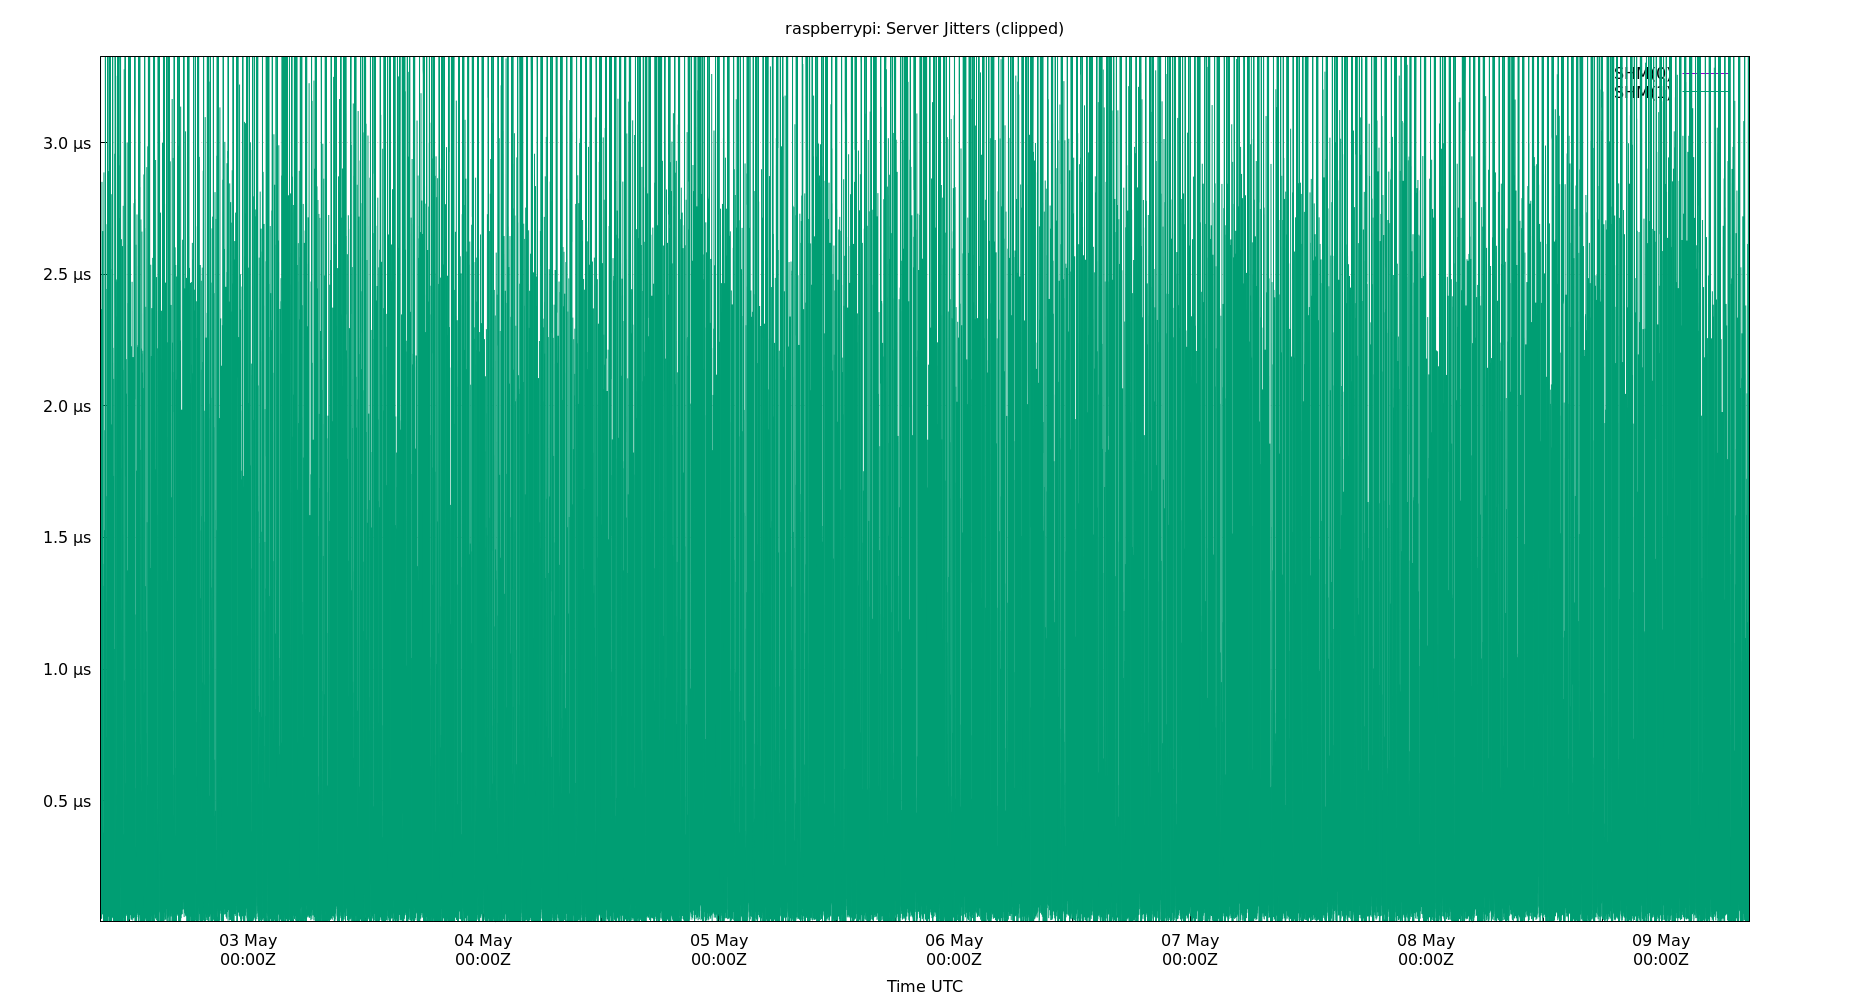 raspberrypi: Server Jitters (clipped)
SHM(0)
SHM(1)
3.0 μs
2.5 μs
2.0 μs
1.5 μs
1.0 μs
0.5 μs
03 May 04 May 05 May 06 May 07 May 08 May 09 May
00:00Z 00:00Z 00:00Z 00:00Z 00:00Z 00:00Z 00:00Z
Time UTC